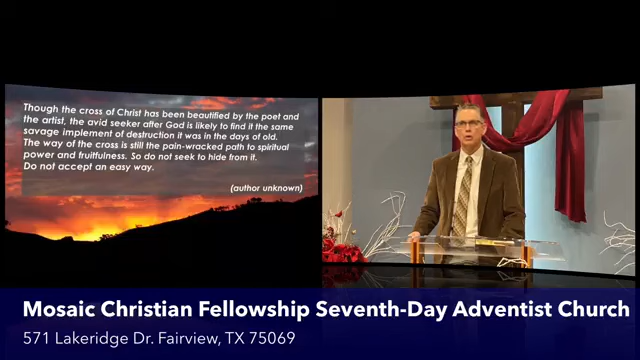 Though the cross of Christ has been beautified by the poet and
the artist, the avid seeker after God is likely to find it the same
savage implement of destruction it was in the days of old.
The way of the cross is still the pain-wracked path to spiritual
power and fruitfulness. So do not seek to hide from it.
Do not accept an easy way.
(author unknown)
Mosaic Christian Fellowship Seventh-Day Adventist Church
571 Lakeridge Dr. Fairview, TX 75069